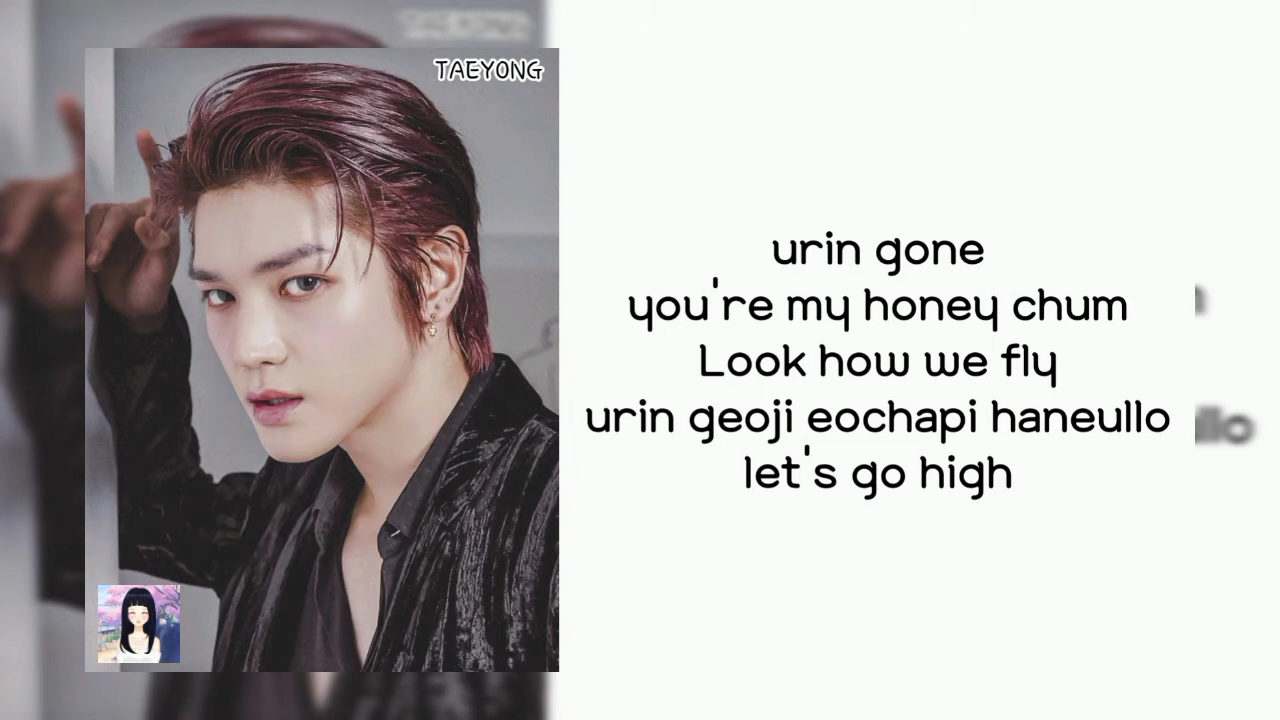 TAEYONG
urin gone
you're my honey chum
Look how we fly
urin geoji eochapi haneullo
let's go high